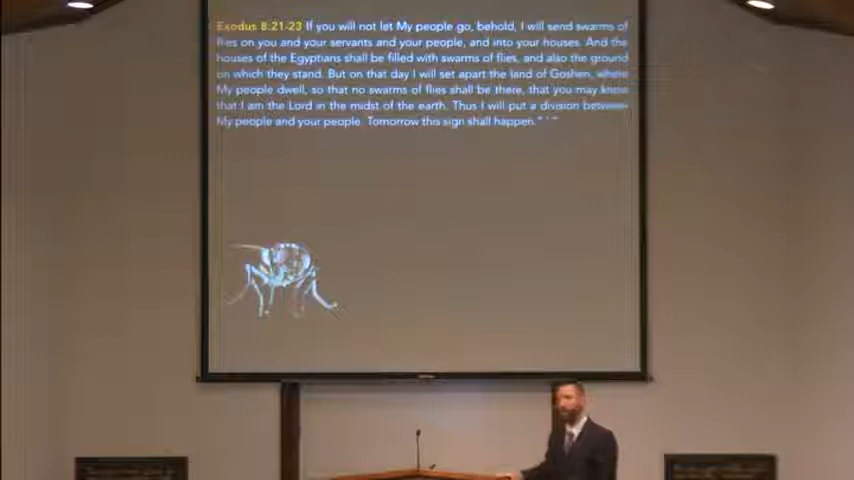 Exodus 8:21-23 If you will not let My people go, behold, I will send swarms of
flies on you and your servants and your people, and into your houses. And the
houses of the Egyptians shall be filled with swarms of flies, and also the ground
on which they stand. But on that day I will set apart the land of Goshen, where
My people dwell, so that no swarms of flies shall be there, that you may know
that I am the Lord in the midst of the earth. Thus I will put a division between
My people and your people. Tomorrow this sign shall happen." ' "